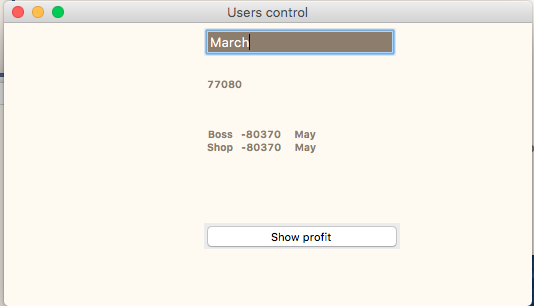 Users control
March
77080
Boss -80370 May
Shop -80370 May
Show profit